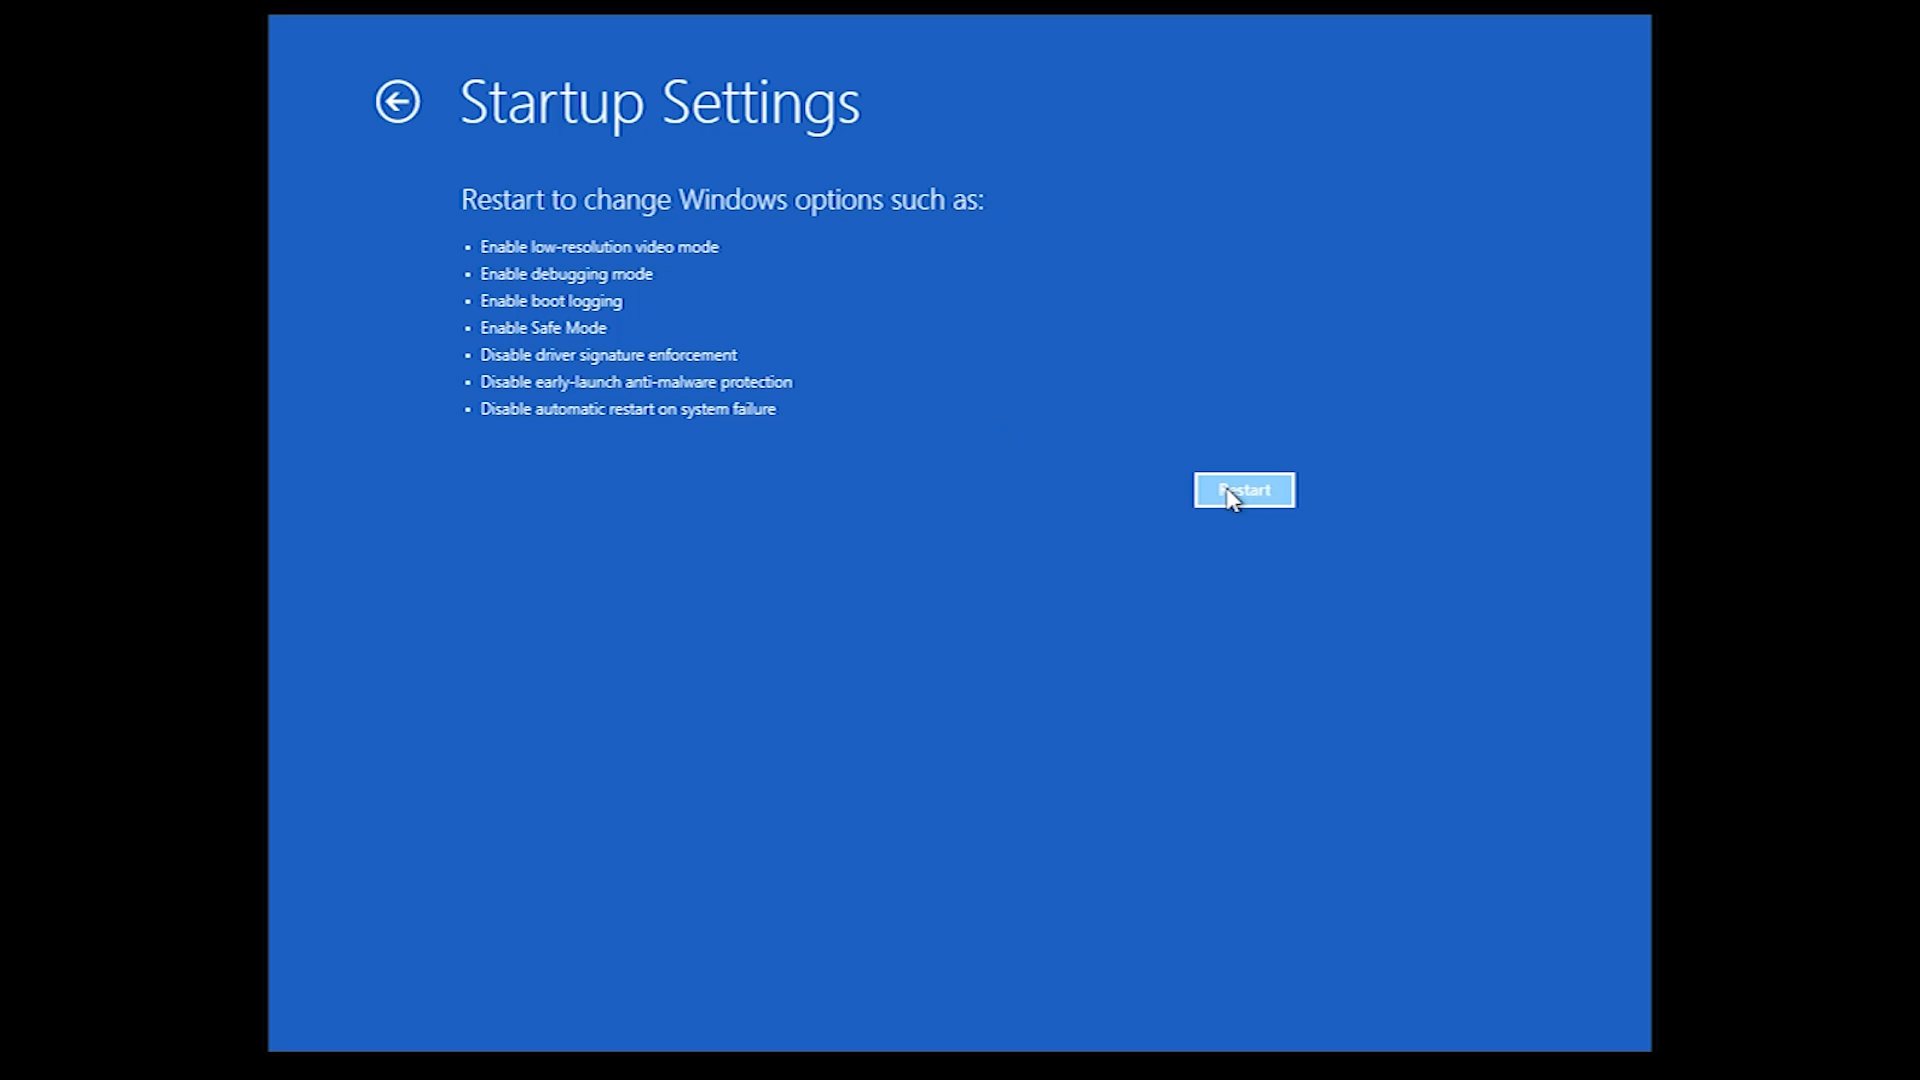 Startup Settings
Restart to change Windows options such as:
Enable low-resolution video mode
Enable debugging mode
Enable boot logging
Enable Safe Mode
Disable driver signature enforcement
Disable early-launch anti-malware protection
Disable automatic restart on system failure
Restart